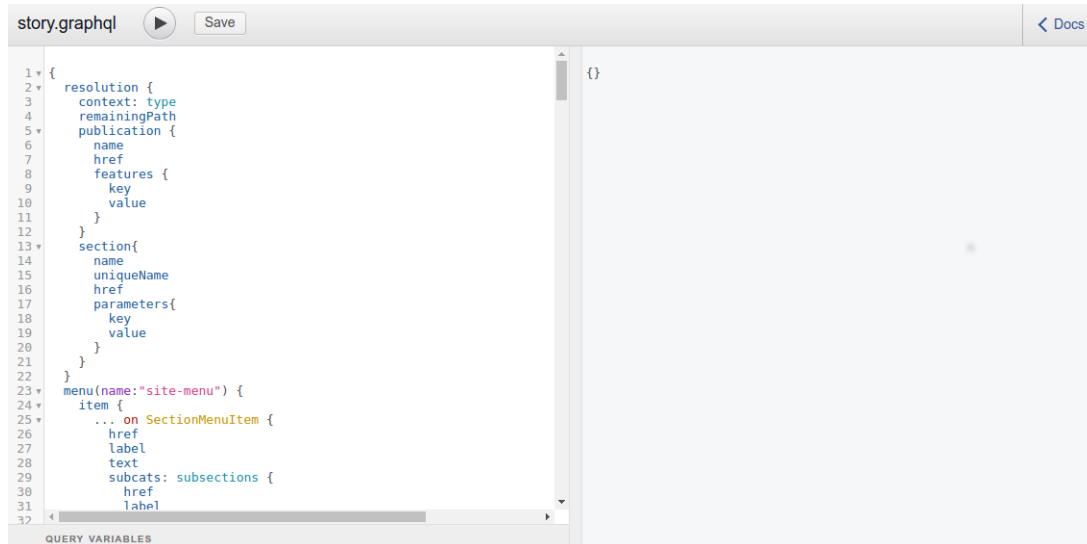 story.graphql Save Docs
1 {
2 resolution {
3 context: type
4 remainingPath
5 publication {
6 name
7 href
8 features {
9 key
10 value
11 }
12 }
13 section{
14 name
15 uniqueName
16 href
17 parameters{
18 key
19 value
20 }
21 }
22 }
23 menu(name:"site-menu") {
24 item {
25 ... on SectionMenuItem {
26 href
27 label
28 text
29 subcats: subsections {
30 href
31 label
32
QUERY VARIABLES
{}